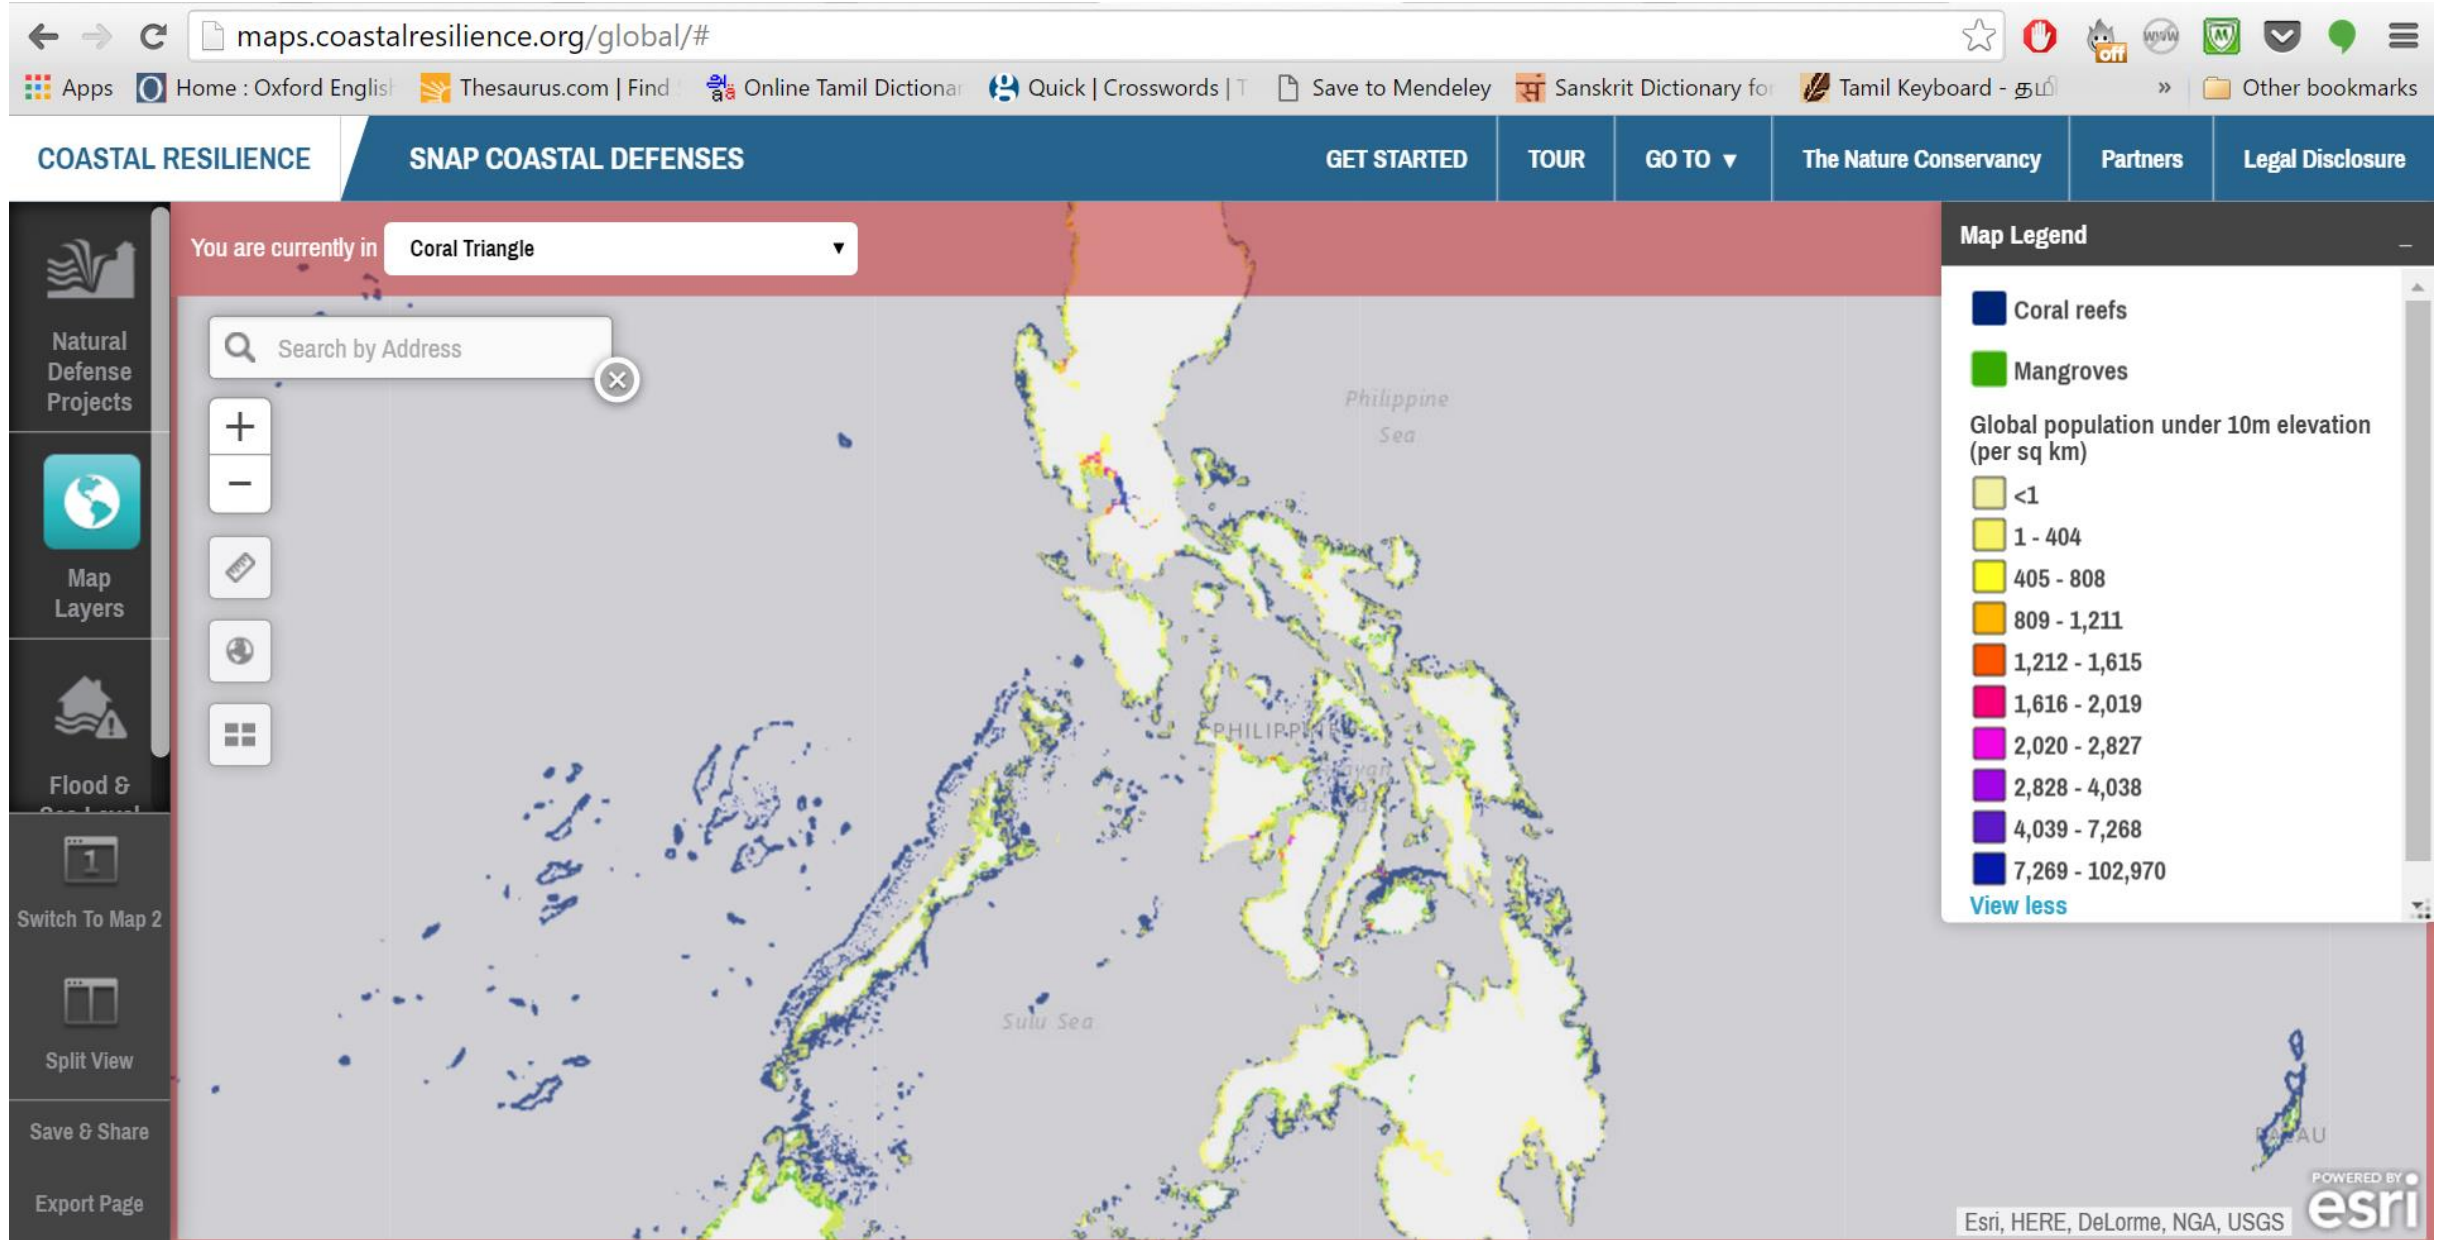 maps.coastalresilience.org/global/#
off
Apps
Home : Oxford Englis
Thesaurus.com | Find
Online Tamil Dictiona
Quick | Crosswords | T
Save to Mendeley
Sanskrit Dictionary fo
Tamil Keyboard - தமி
»
Other bookmarks
COASTAL RESILIENCE
SNAP COASTAL DEFENSES
GET STARTED
TOUR
GO TO ▼
The Nature Conservancy
Partners
Legal Disclosure
You are currently in
Coral Triangle
Search by Address
+
−
Natural
Defense
Projects
Map
Layers
Flood &
Switch To Map 2
Split View
Save & Share
Export Page
Philippine
Sea
Sulu Sea
Map Legend
Coral reefs
Mangroves
Global population under 10m elevation
(per sq km)
<1
1 - 404
405 - 808
809 - 1,211
1,212 - 1,615
1,616 - 2,019
2,020 - 2,827
2,828 - 4,038
4,039 - 7,268
7,269 - 102,970
View less
POWERED BY
esri
Esri, HERE, DeLorme, NGA, USGS